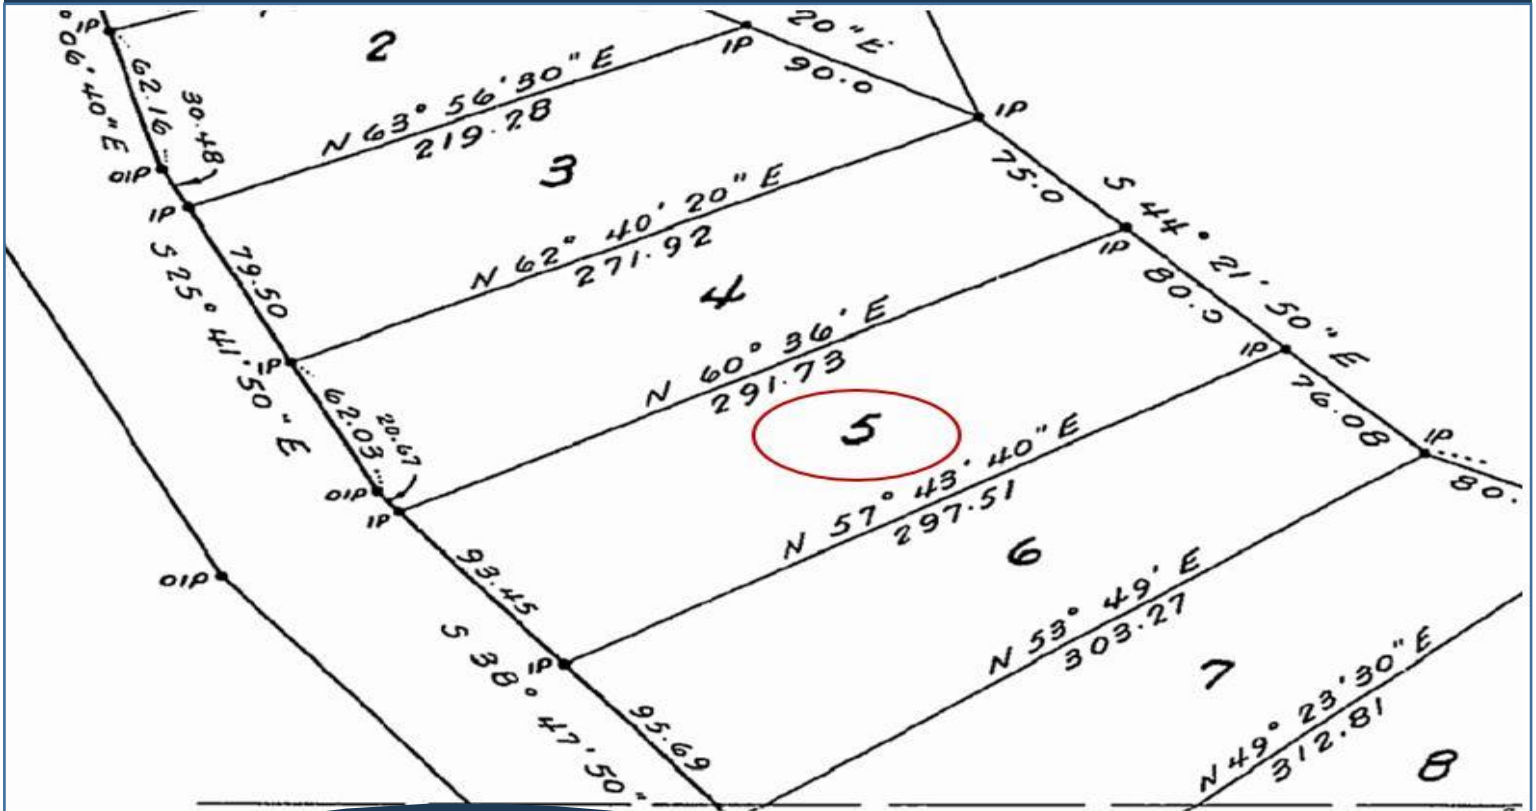 IP
2
20 "E
06' 40" E
62.16
30.48
N 63° 56' 30" E
219.28
IP
90.0
IP
OIP
IP
3
N 62° 40' 20" E
271.92
75.0
S 44° 21' 50" E
S 25° 41' 50" E
79.50
IP
4
IP
80.0
N 60° 36' E
291.73
IP
62.03
20.67
OIP
IP
5
76.08
IP
80.
N 57° 43' 40" E
297.51
93.45
OIP
6
S 38° 47' 50"
IP
N 53° 49' E
303.27
95.69
7
N 49° 23' 30" E
312.81
8